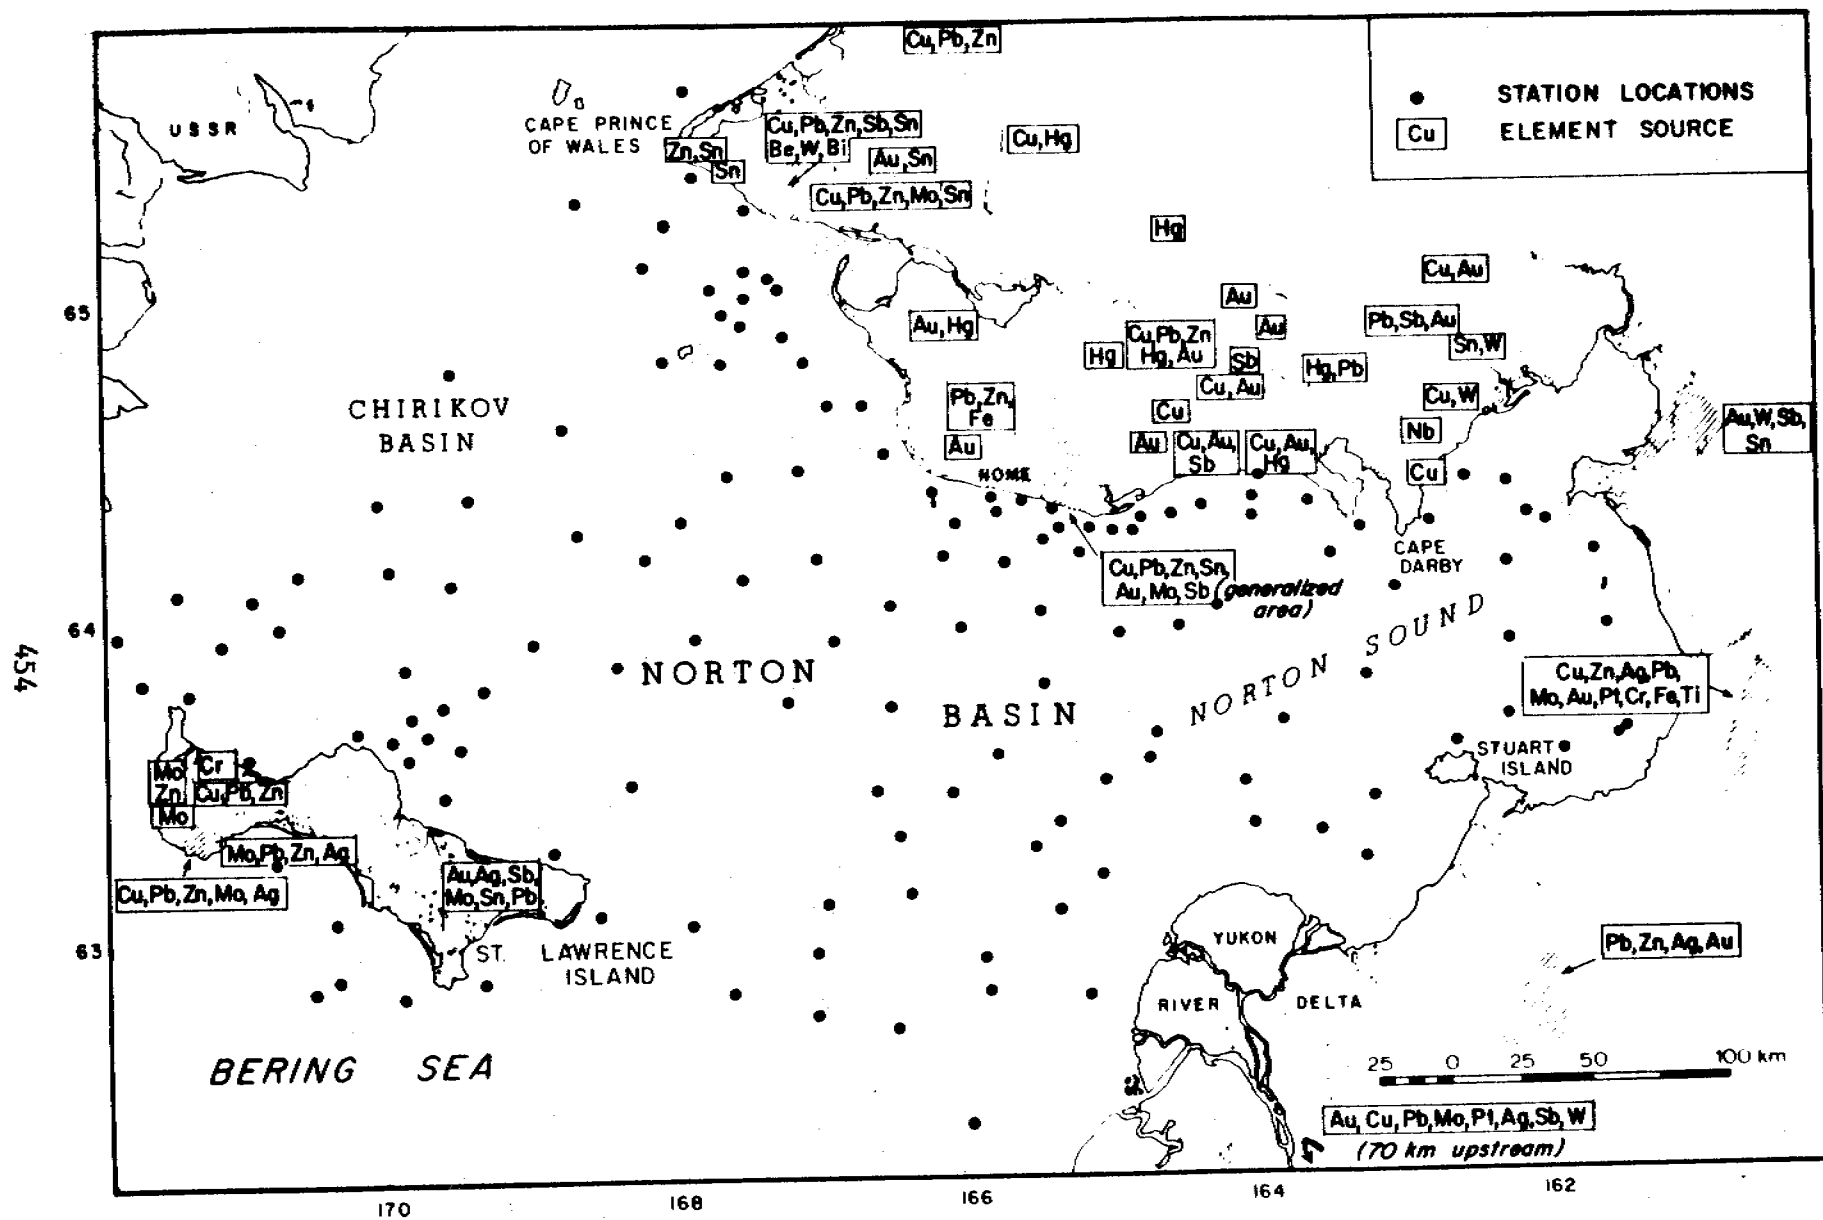 Cu,Pb,Zn
STATION LOCATIONS
Cu ELEMENT SOURCE
USSR
CAPE PRINCE
OF WALES
Cu,Pb,Zn,Sb,Sn
Be,W,Bi
Zn,Sn
Sn
Au,Sn
Cu,Hg
Cu,Pb,Zn,Mo,Sn
Hg
Cu,Au
65
Au
Au
Au,Hg
Cu,Pb,Zn
Hg,Au
Hg
Sb
Cu,Au
Hg,Pb
Pb,Sb,Au
Sn,W
CHIRIKOV
BASIN
Pb,Zn,
Fe
Au
Cu
Au
Cu,Au,
Sb
Cu,Au,
Hg
Cu,W
Nb
Cu
Au,W,Sb,
Sn
NOME
CAPE
DARBY
Cu,Pb,Zn,Sn,
Au,Mo,Sb (generalized
area)
64
454
NORTON
BASIN
NORTON SOUND
Cu,Zn,Ag,Pb,
Mo,Au,Pt,Cr,Fe,Ti
STUART
ISLAND
Mo
Zn
Cr
Cu,Pb,Zn
Mo
Mo,Pb,Zn,Ag
Cu,Pb,Zn,Mo,Ag
Au,Ag,Sb,
Mo,Sn,Pb
63
ST. LAWRENCE
ISLAND
YUKON
RIVER DELTA
Pb,Zn,Ag,Au
BERING SEA
25 0 25 50 100 km
Au,Cu,Pb,Mo,Pt,Ag,Sb,W
(70 km upstream)
170 168 166 164 162